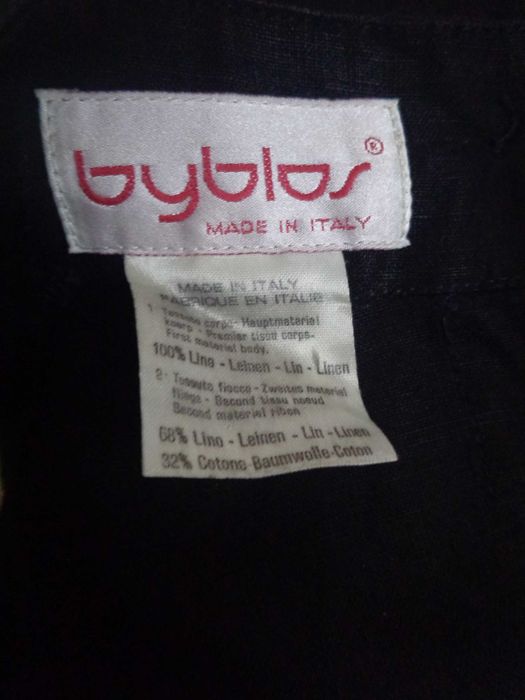 byblos®
MADE IN ITALY
MADE IN ITALY
FABRIQUE EN ITALIE
1- Tessuto corpo- Hauptmaterial
koerp - Premier tissu corps-
First material body.
100% Lino - Leinen - Lin - Linen
2- Tessuto fiocco - Zweites material
fliege - Second tissu noeud
Second material ribon
68% Lino - Leinen - Lin - Linen
32% Cotone-Baumwolle-Coton